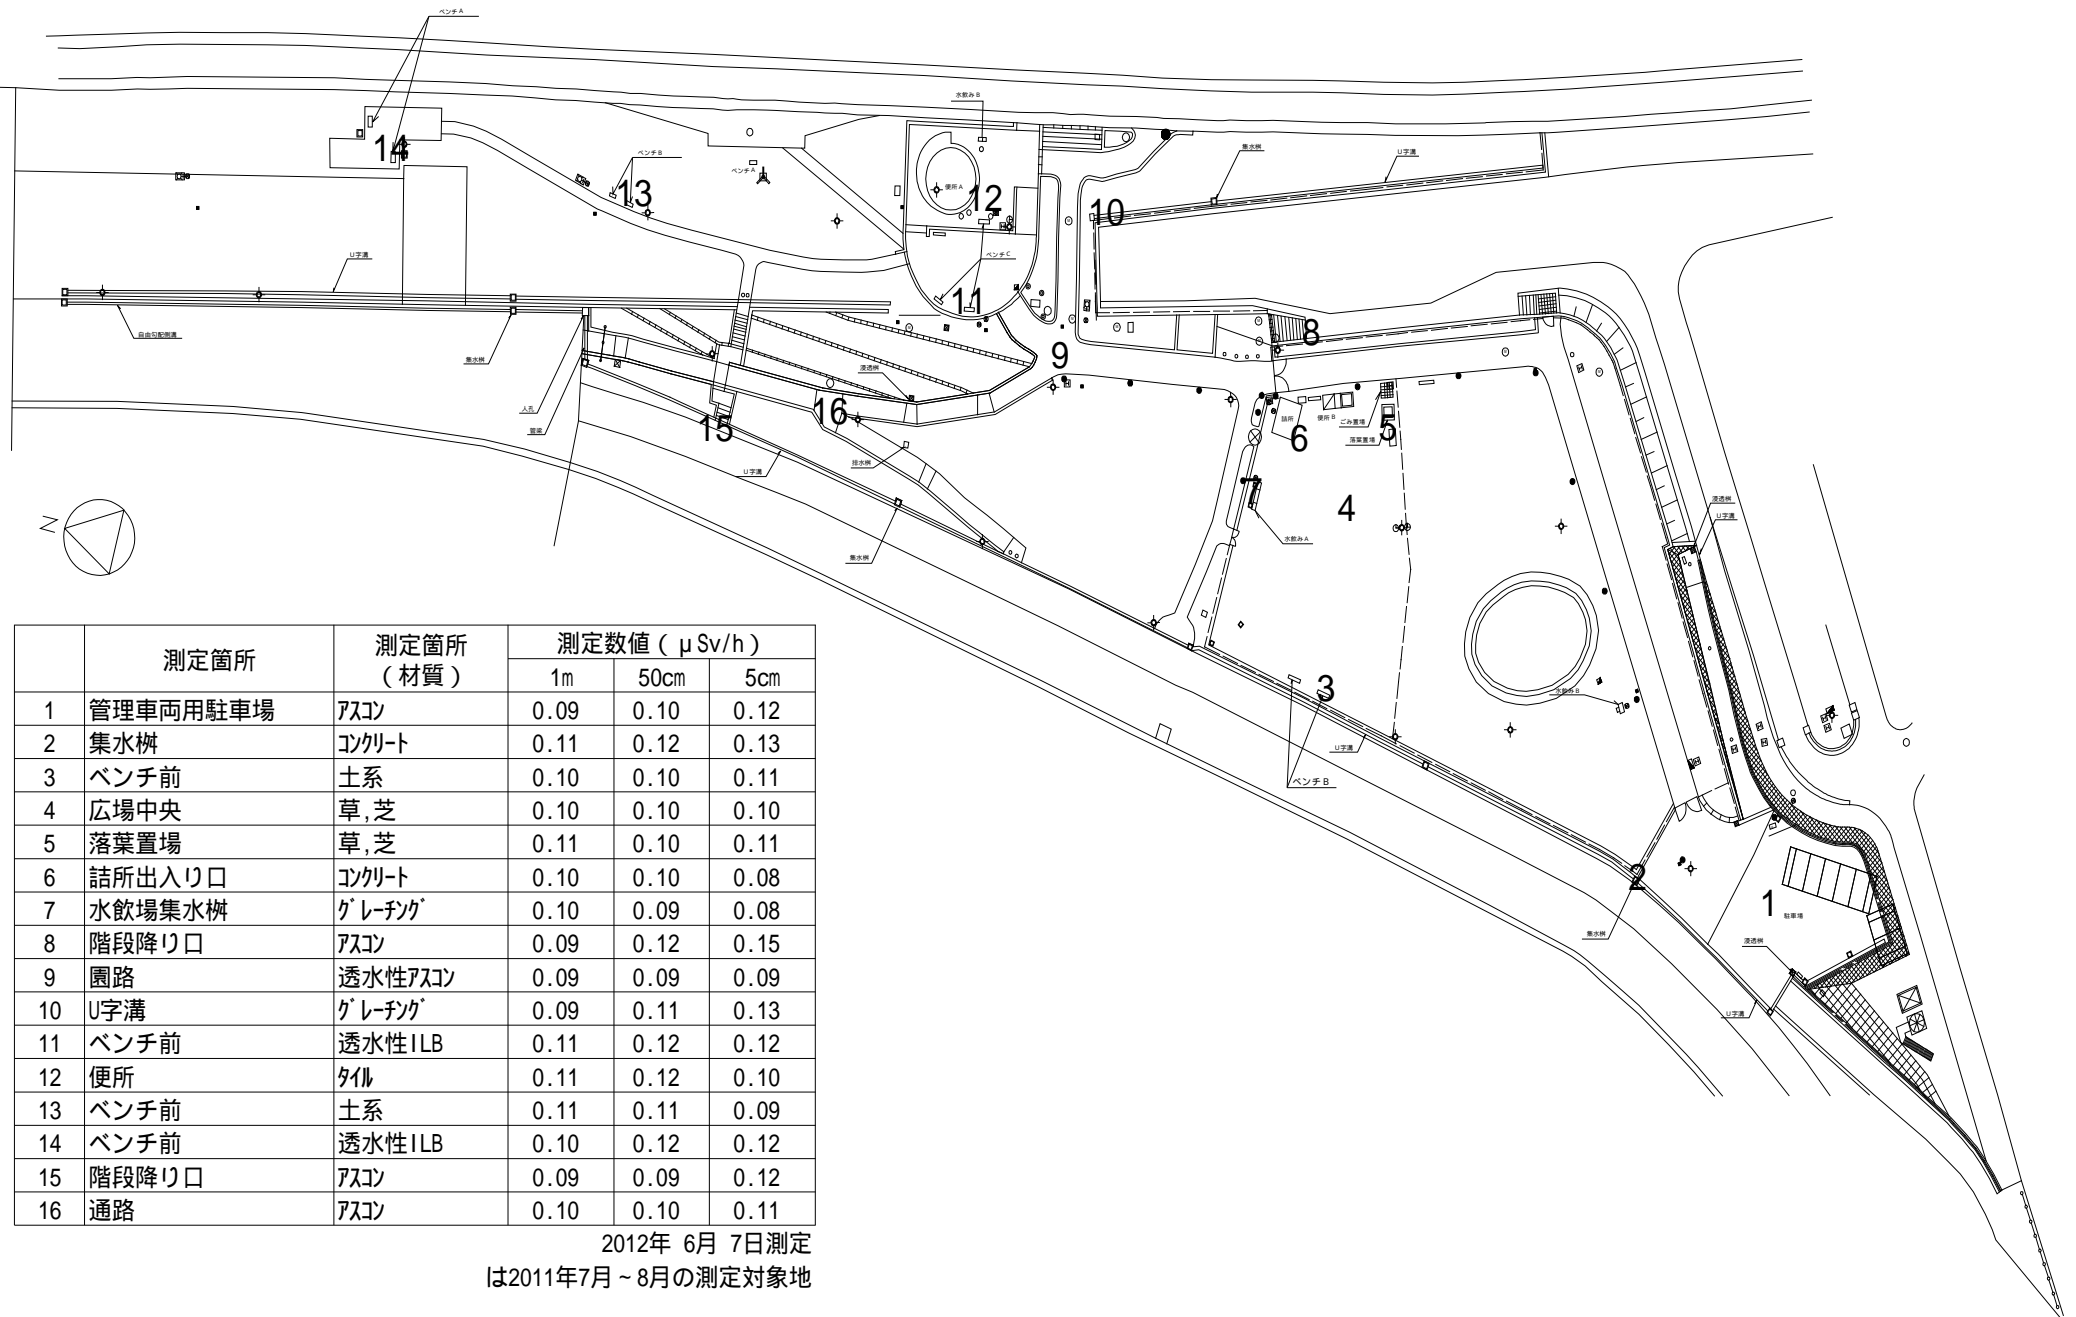 ベンチA
水飲みB
14
ベンチB
13
ベンチA
便所A
12
集水桝
U字溝
10
U字溝
ベンチC
11
自由勾配側溝
集水桝
9
8
浸透桝
人孔
管梁
16
15
排水桝
U字溝
詰所
便所B
ごみ置場
落葉置場
5
6
4
集水桝
水飲みA
浸透桝
U字溝
N
3
水飲みB
U字溝
ベンチB
2
1
駐車場
集水桝
浸透桝
U字溝
測定箇所 測定箇所(材質) 測定数値(μSv/h)
1m 50cm 5cm
1 管理車両用駐車場 アスコン 0.09 0.10 0.12
2 集水桝 コンクリート 0.11 0.12 0.13
3 ベンチ前 土系 0.10 0.10 0.11
4 広場中央 草,芝 0.10 0.10 0.10
5 落葉置場 草,芝 0.11 0.10 0.11
6 詰所出入り口 コンクリート 0.10 0.10 0.08
7 水飲場集水桝 グレーチング 0.10 0.09 0.08
8 階段降り口 アスコン 0.09 0.12 0.15
9 園路 透水性アスコン 0.09 0.09 0.09
10 U字溝 グレーチング 0.09 0.11 0.13
11 ベンチ前 透水性ILB 0.11 0.12 0.12
12 便所 タイル 0.11 0.12 0.10
13 ベンチ前 土系 0.11 0.11 0.09
14 ベンチ前 透水性ILB 0.10 0.12 0.12
15 階段降り口 アスコン 0.09 0.09 0.12
16 通路 アスコン 0.10 0.10 0.11
2012年 6月 7日測定
は2011年7月~8月の測定対象地